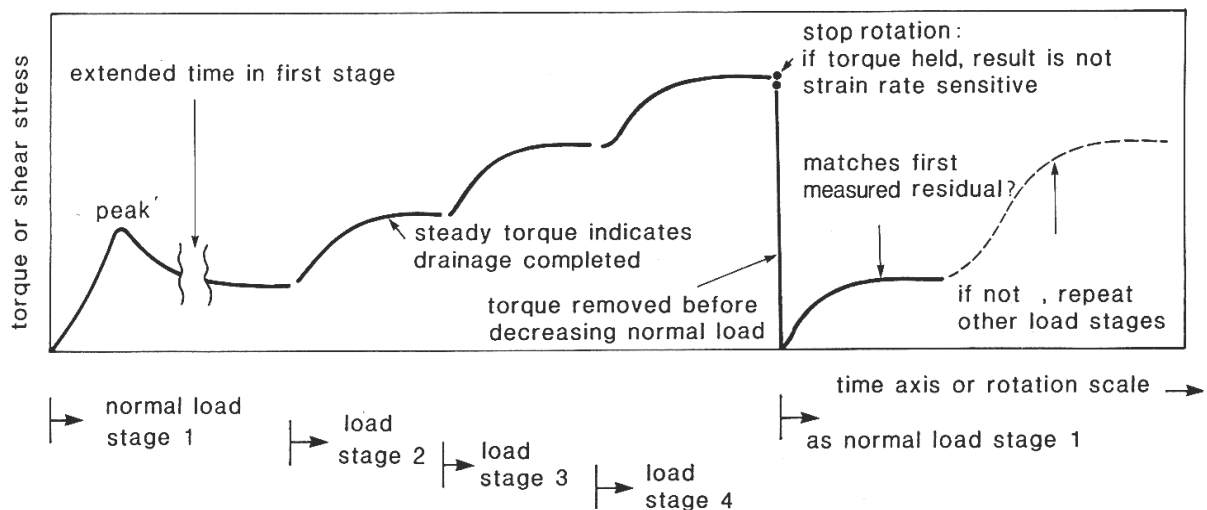 stop rotation:
if torque held, result is not
strain rate sensitive
extended time in first stage
torque or shear stress
matches first
measured residual?
peak'
steady torque indicates
drainage completed
torque removed before
decreasing normal load
if not , repeat
other load stages
time axis or rotation scale
normal load
stage 1
load
stage 2
load
stage 3
load
stage 4
as normal load stage 1